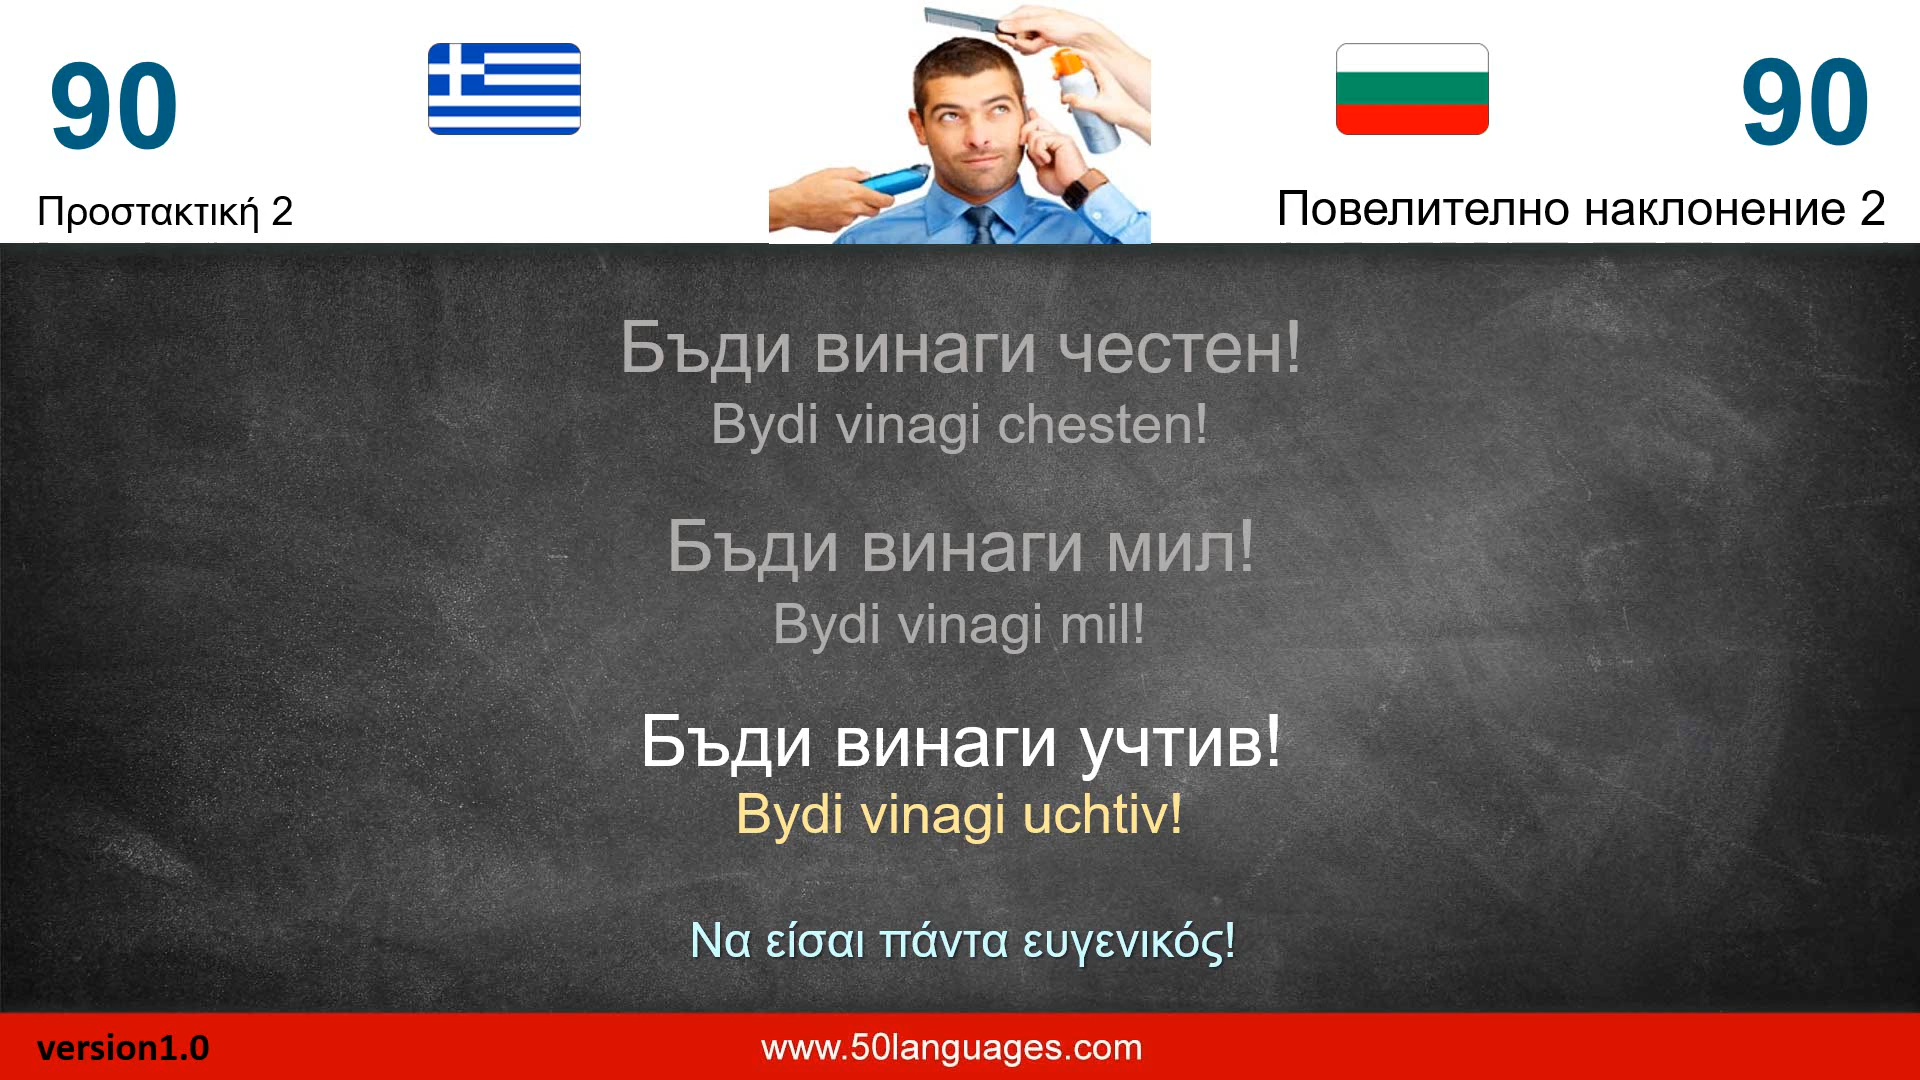 90
90
Προστακτική 2
Повелително наклонение 2
Бъди винаги честен!
Bydi vinagi chesten!
Бъди винаги мил!
Bydi vinagi mil!
Бъди винаги учтив!
Bydi vinagi uchtiv!
Να είσαι πάντα ευγενικός!
version1.0
www.50languages.com